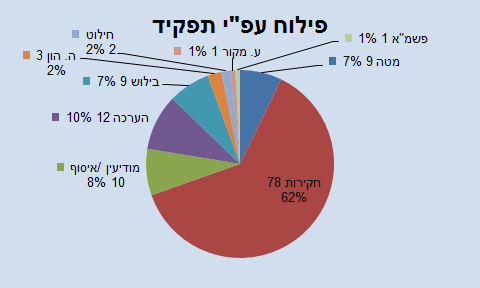 פילוח עפ"י תפקיד
פשמ"א 1 1%
מטה 9 7%
חקירות 78
62%
מודיעין /איסוף
10 8%
הערכה 12 10%
בילוש 9 7%
ה. הון 3
2%
חילוט
2 2%
ע. מקור 1 1%